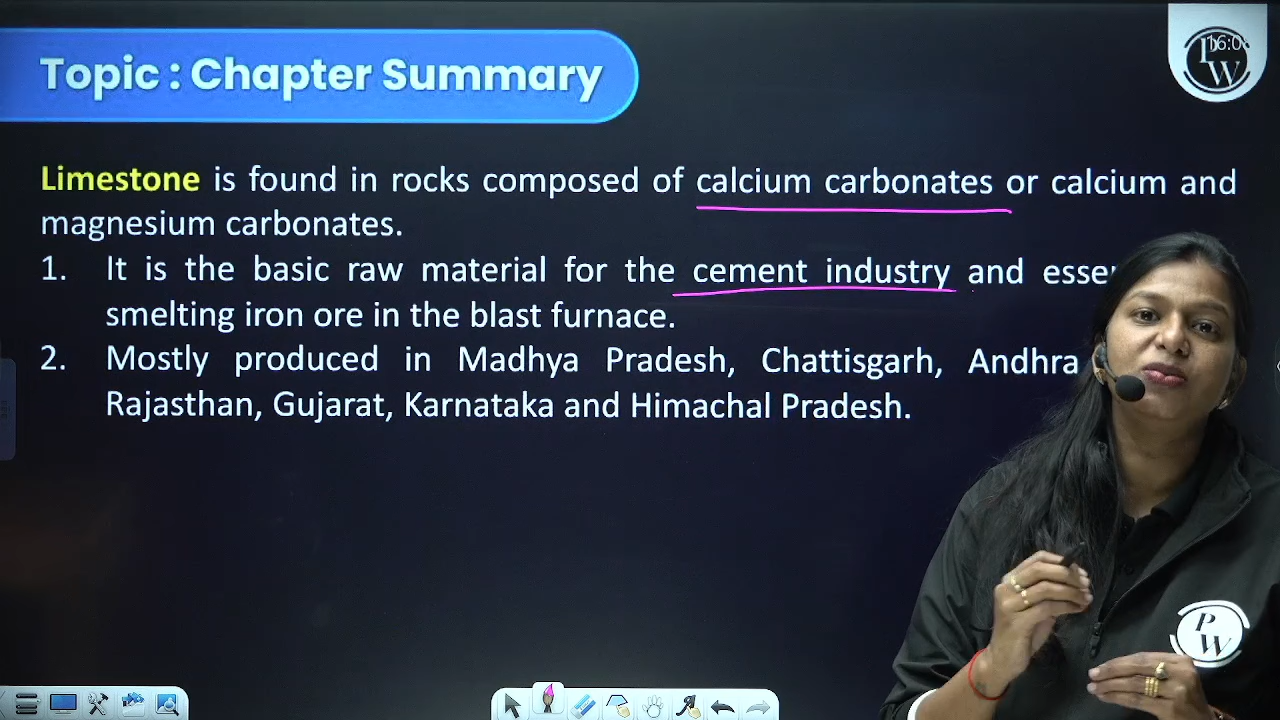 Topic : Chapter Summary
16:0
P
W
Limestone is found in rocks composed of calcium carbonates or calcium and
magnesium carbonates.
1. It is the basic raw material for the cement industry and
smelting iron ore in the blast furnace.
2. Mostly produced in Madhya Pradesh, Chattisgarh, Andhra
Rajasthan, Gujarat, Karnataka and Himachal Pradesh.
P
W